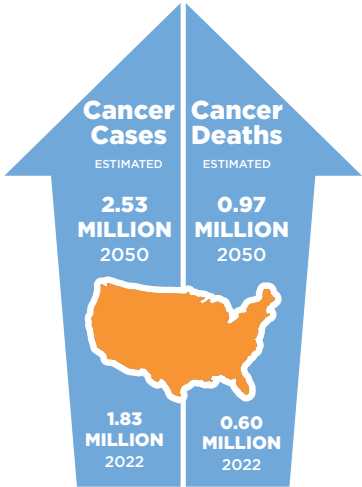 Cancer
Cases
ESTIMATED
2.53
MILLION
2050
1.83
MILLION
2022
Cancer
Deaths
ESTIMATED
0.97
MILLION
2050
0.60
MILLION
2022